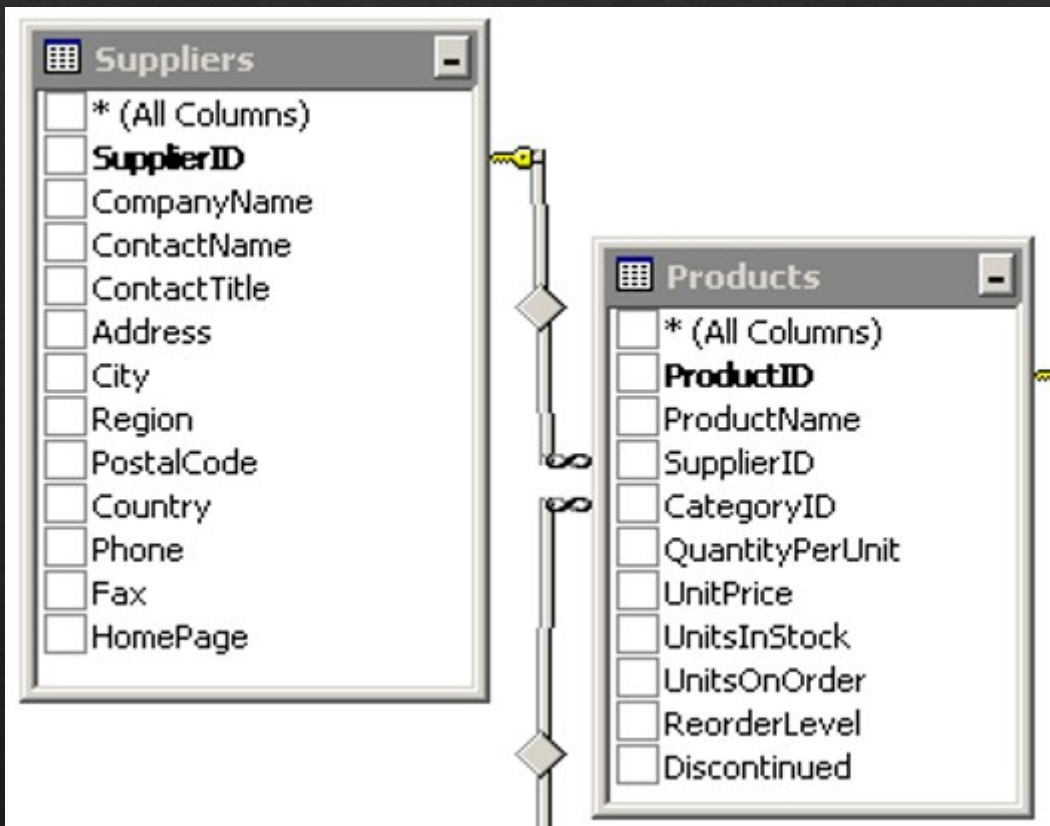 Suppliers
* (All Columns)
SupplierID
CompanyName
ContactName
ContactTitle
Address
City
Region
PostalCode
Country
Phone
Fax
HomePage
Products
* (All Columns)
ProductID
ProductName
SupplierID
CategoryID
QuantityPerUnit
UnitPrice
UnitsInStock
UnitsOnOrder
ReorderLevel
Discontinued